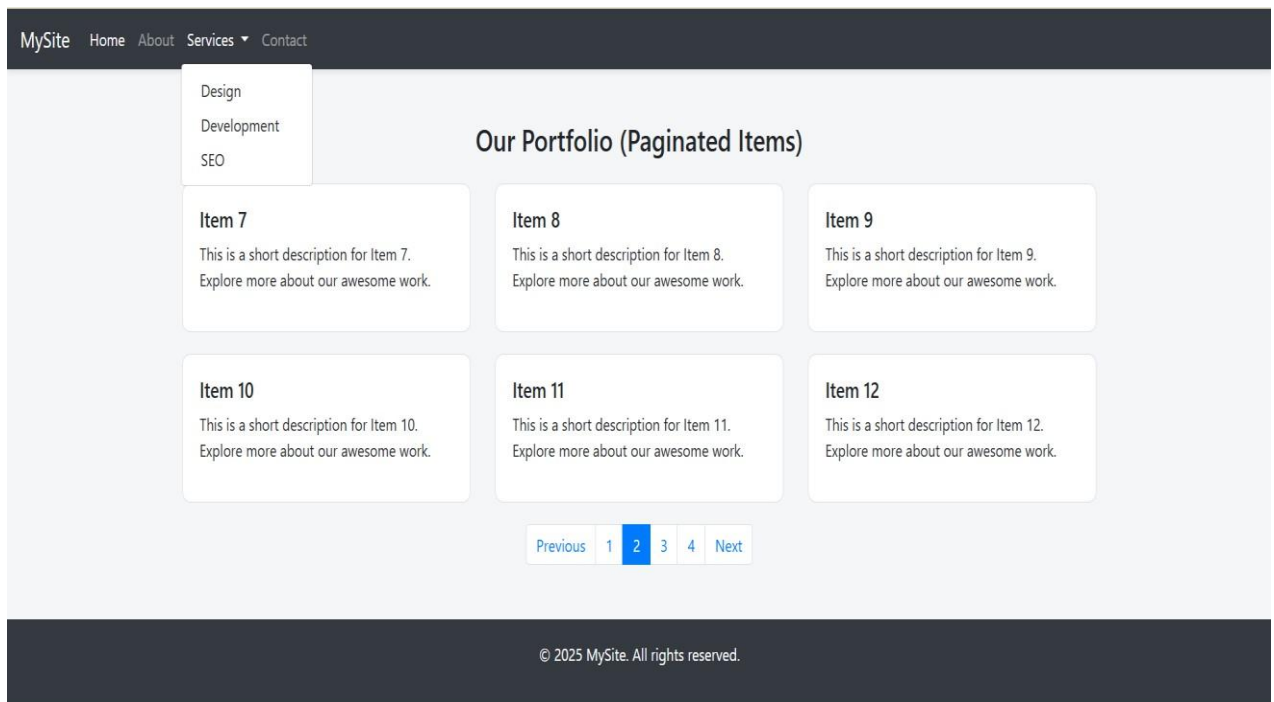 MySite Home About Services Contact
Design
Development
SEO
Our Portfolio (Paginated Items)
Item 7
This is a short description for Item 7.
Explore more about our awesome work.
Item 8
This is a short description for Item 8.
Explore more about our awesome work.
Item 9
This is a short description for Item 9.
Explore more about our awesome work.
Item 10
This is a short description for Item 10.
Explore more about our awesome work.
Item 11
This is a short description for Item 11.
Explore more about our awesome work.
Item 12
This is a short description for Item 12.
Explore more about our awesome work.
Previous 1 2 3 4 Next
© 2025 MySite. All rights reserved.